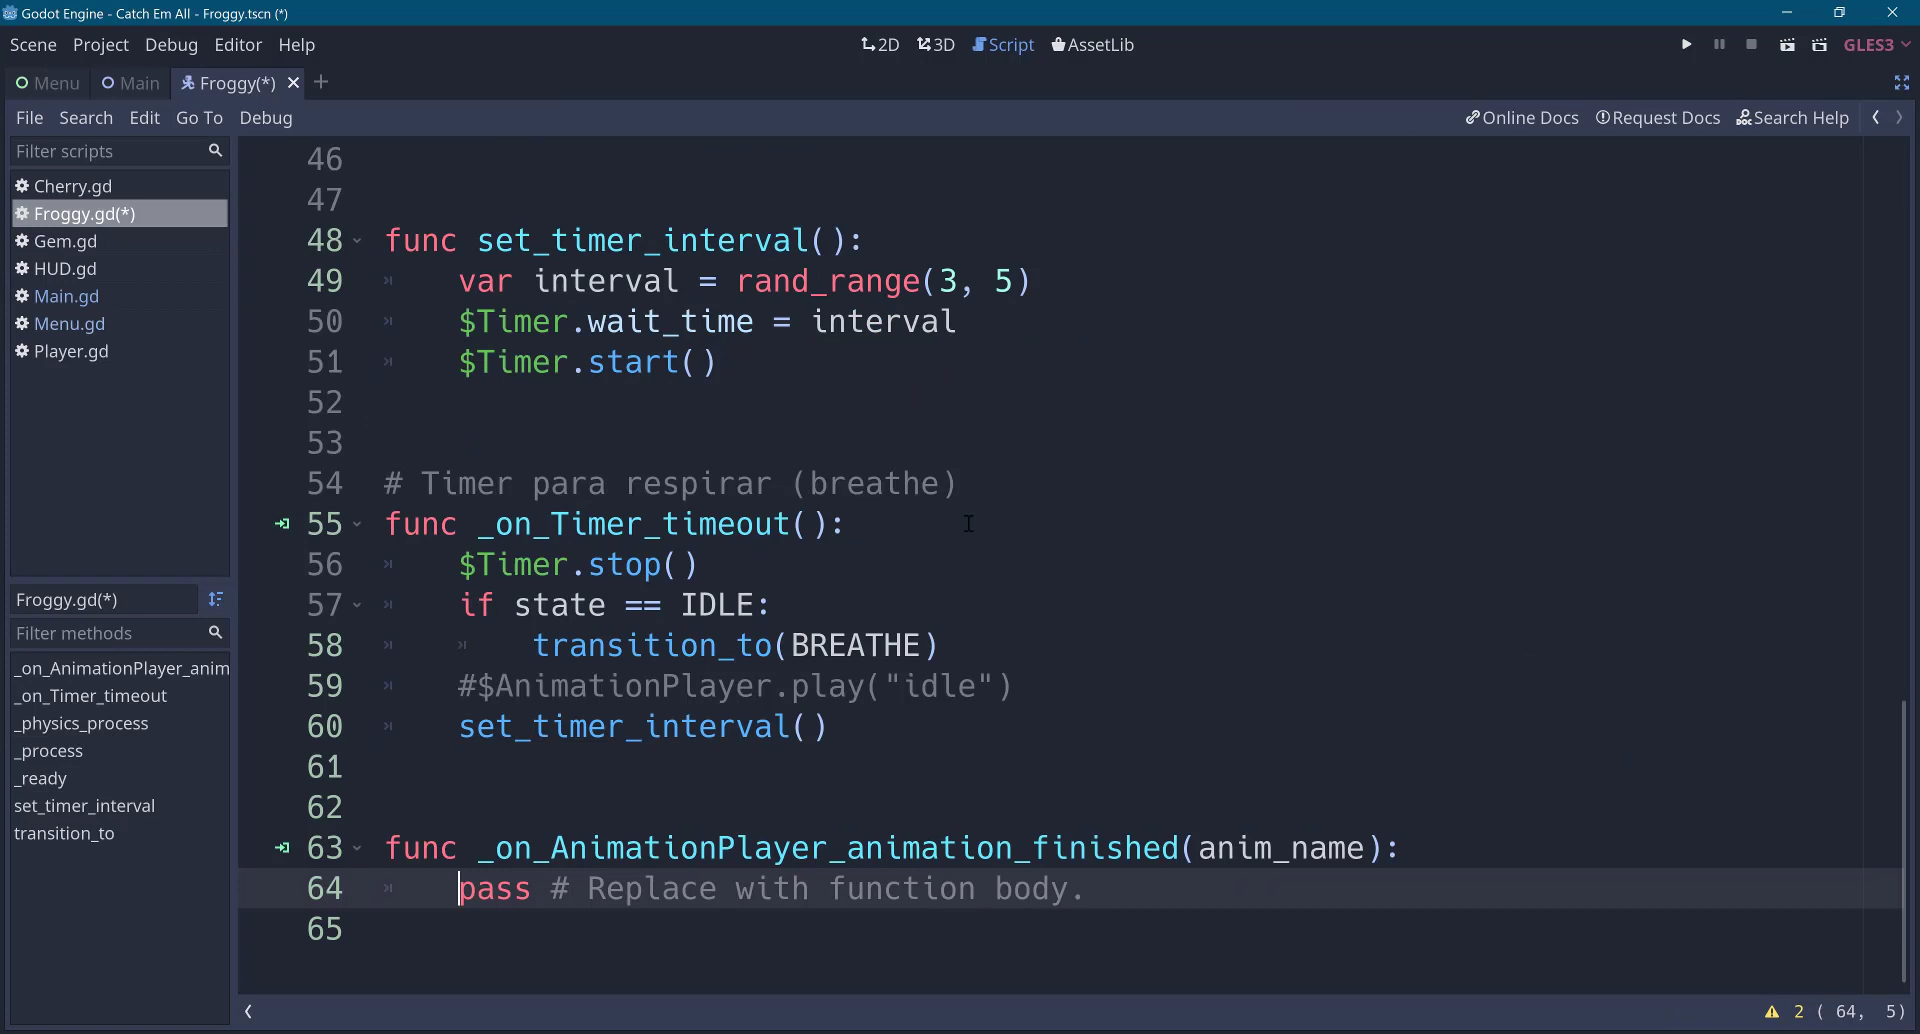 Godot Engine - Catch Em All - Froggy.tscn (*)
Scene Project Debug Editor Help
2D 3D Script AssetLib
GLES3
Menu Main Froggy(*)
File Search Edit Go To Debug
Online Docs Request Docs Search Help
Filter scripts
Cherry.gd
Froggy.gd(*)
Gem.gd
HUD.gd
Main.gd
Menu.gd
Player.gd
Froggy.gd(*)
Filter methods
_on_AnimationPlayer_anim
_on_Timer_timeout
_physics_process
_process
_ready
set_timer_interval
transition_to
46
47
48 func set_timer_interval():
49 var interval = rand_range(3, 5)
50 $Timer.wait_time = interval
51 $Timer.start()
52
53
54 # Timer para respirar (breathe)
55 func _on_Timer_timeout():
56 $Timer.stop()
57 if state == IDLE:
58 transition_to(BREATHE)
59 #$AnimationPlayer.play("idle")
60 set_timer_interval()
61
62
63 func _on_AnimationPlayer_animation_finished(anim_name):
64 pass # Replace with function body.
65
2 ( 64, 5)